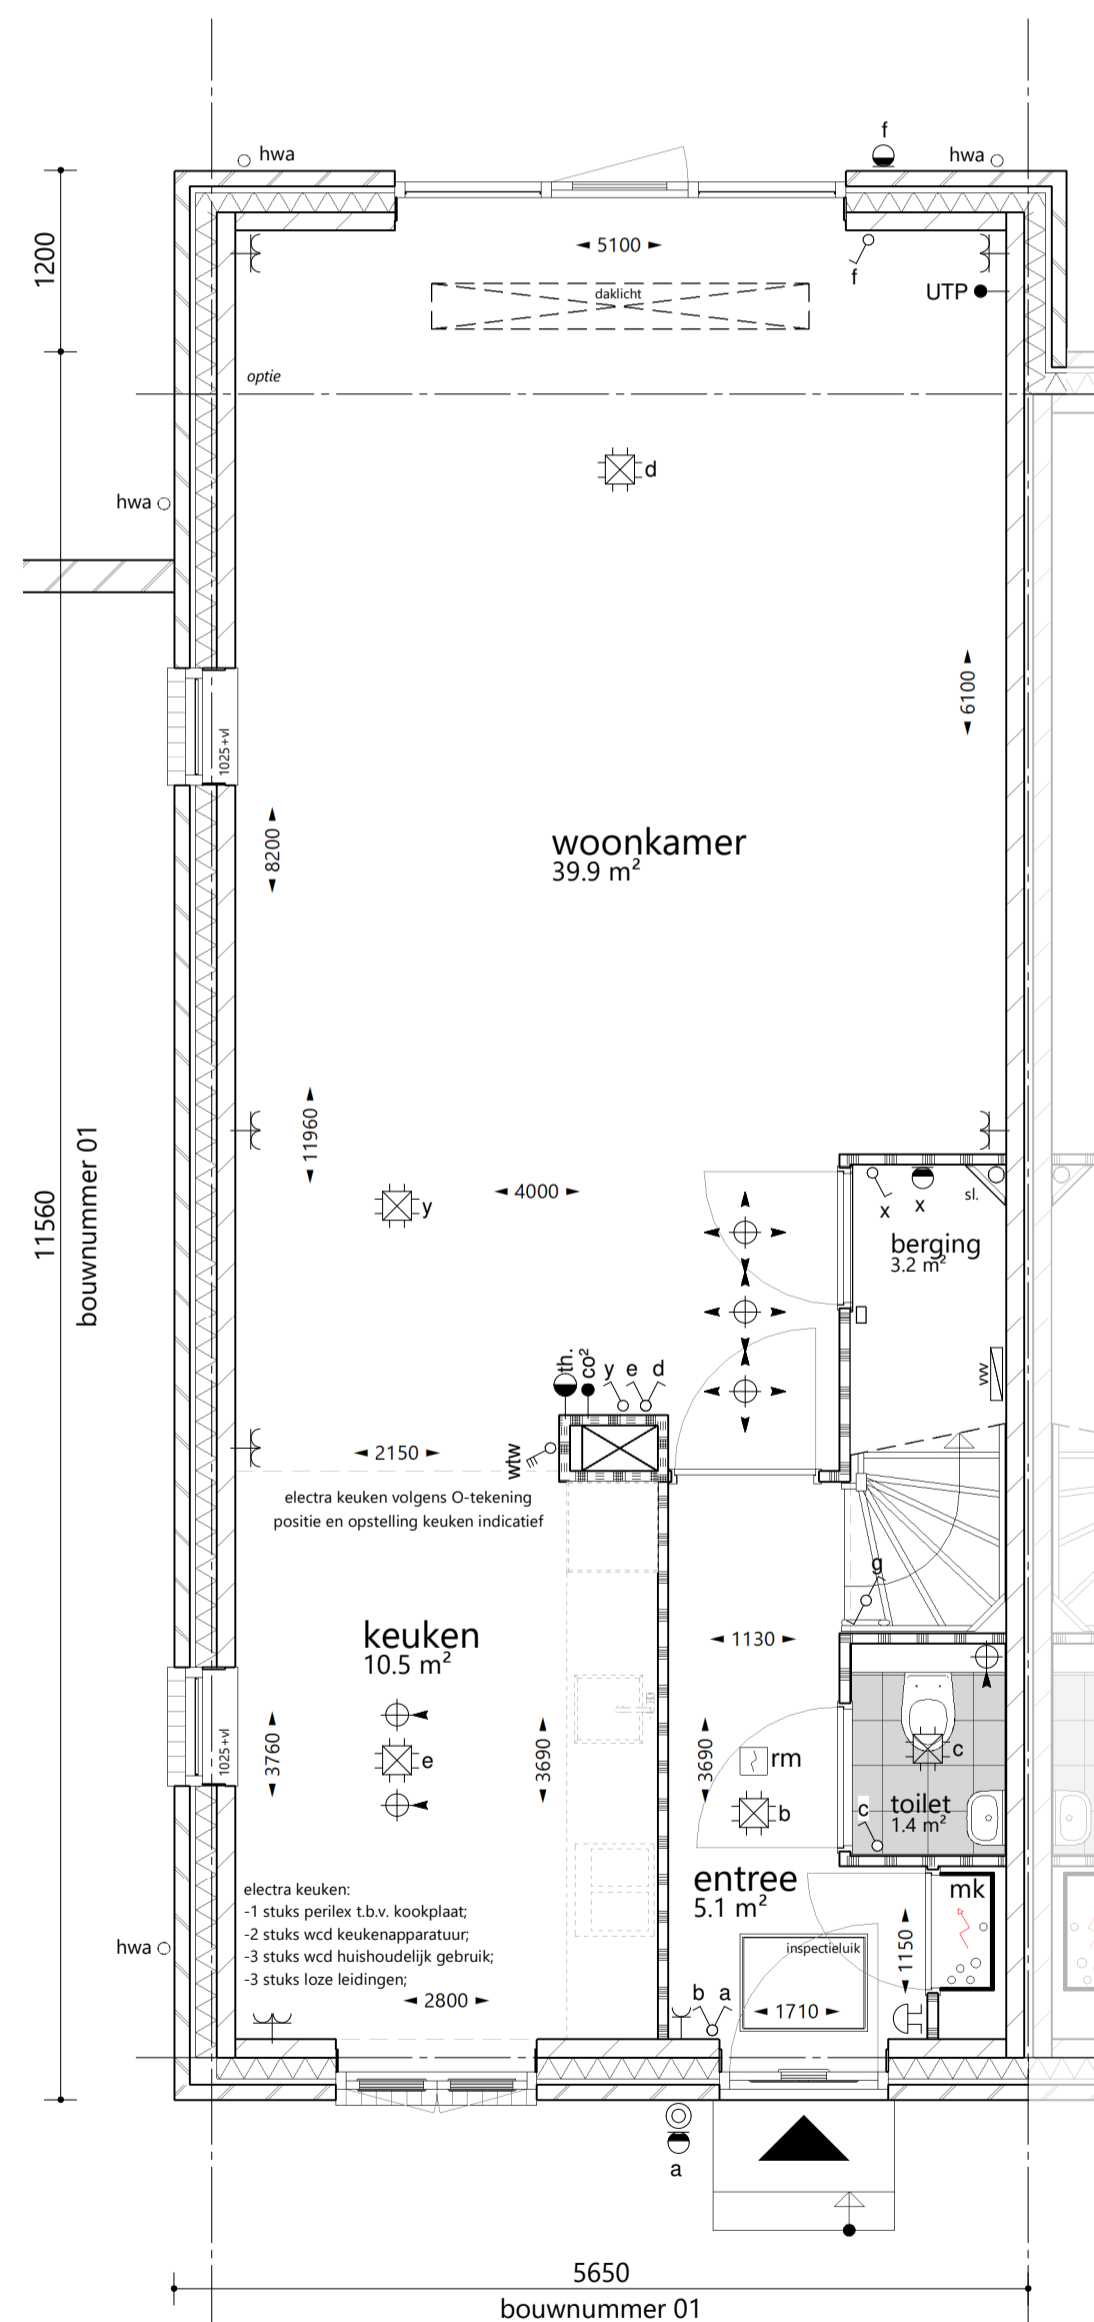 f
hwa
hwa
1200
5100
f
daklicht
UTP
optie
d
hwa
6100
1025+vl
8200
woonkamer
39.9 m²
11960
11560
bouwnummer 01
4000
y
x
x
sl.
berging
3.2 m²
th.
co²
y e d
vw
wtw
2150
electra keuken volgens O-tekening
positie en opstelling keuken indicatief
g
keuken
10.5 m²
1130
1025+vl
3760
e
3690
3690
rm
b
c
toilet
1.4 m²
c
entree
5.1 m²
mk
electra keuken:
-1 stuks perilex t.b.v. kookplaat;
-2 stuks wcd keukenapparatuur;
-3 stuks wcd huishoudelijk gebruik;
-3 stuks loze leidingen;
hwa
inspectieluik
1150
2800
b a
1710
a
5650
bouwnummer 01